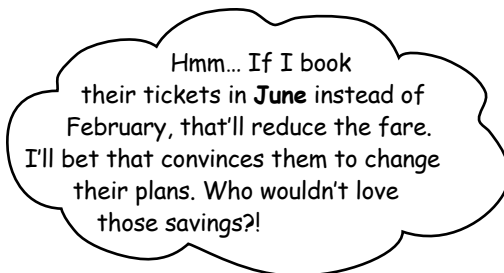 Hmm... If I book
their tickets in June instead of
February, that'll reduce the fare.
I'll bet that convinces them to change
their plans. Who wouldn't love
those savings?!